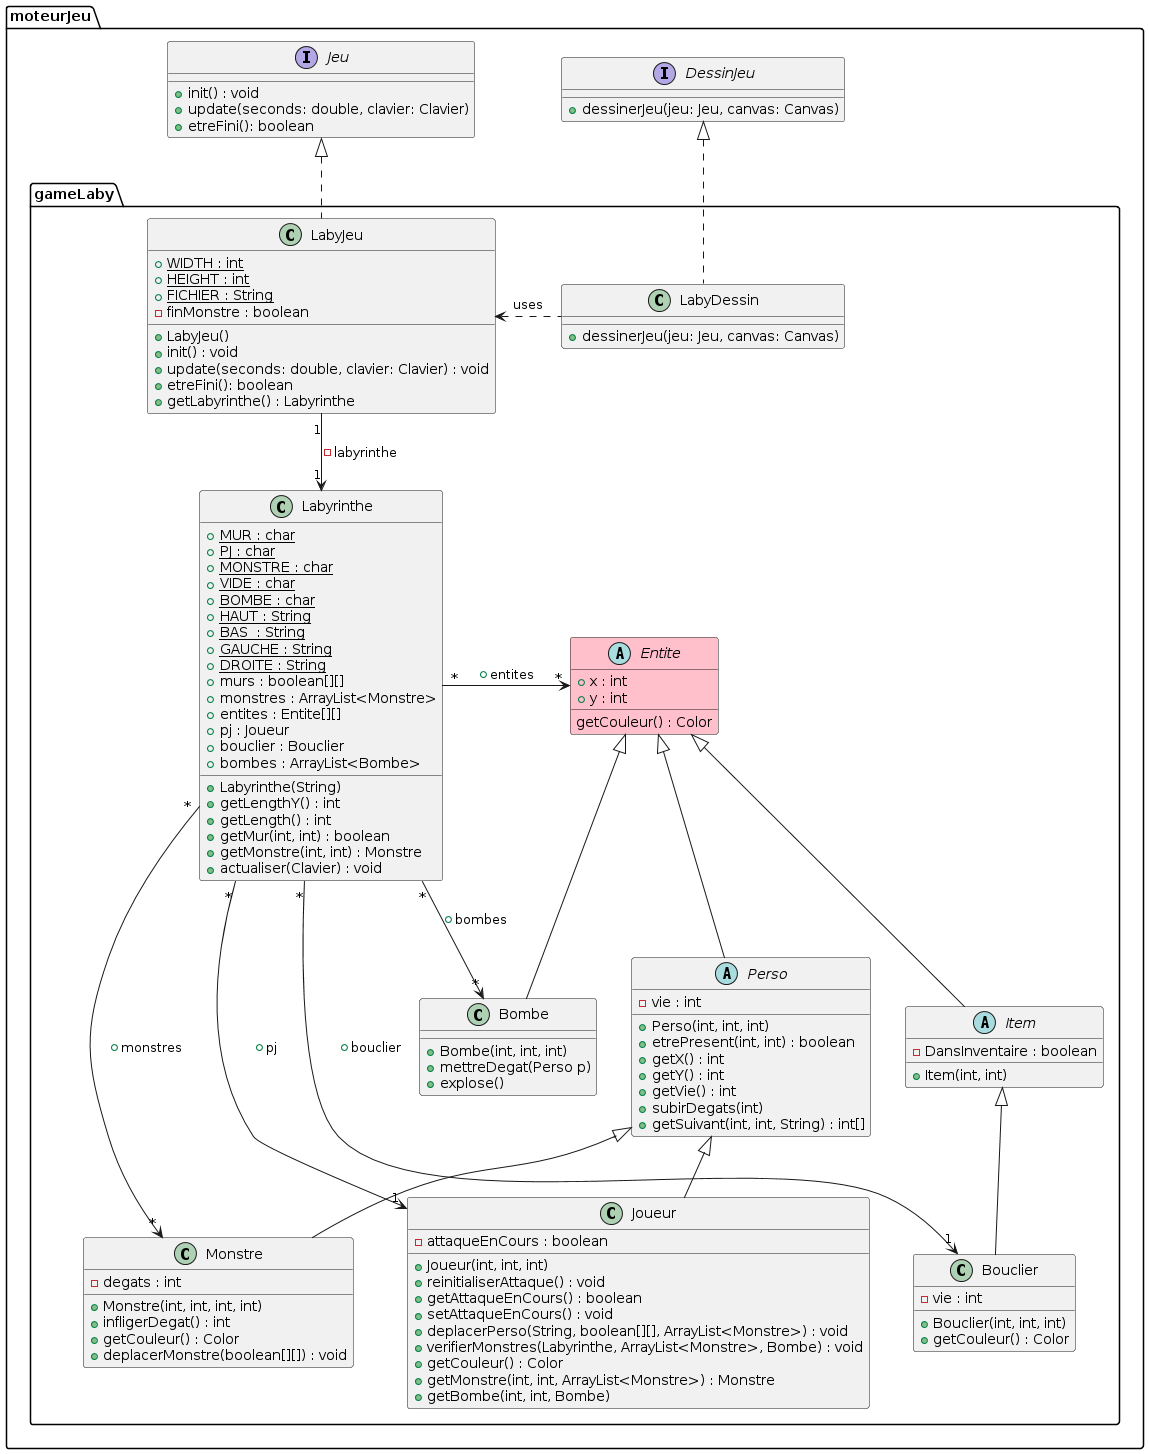 moteurJeu
Jeu
init() : void
update(seconds: double, clavier: Clavier)
etreFini(): boolean
DessinJeu
dessinerJeu(jeu: Jeu, canvas: Canvas)
gameLaby
LabyJeu
WIDTH : int
HEIGHT : int
FICHIER : String
finMonstre : boolean
LabyJeu()
init() : void
update(seconds: double, clavier: Clavier) : void
etreFini(): boolean
getLabyrinthe() : Labyrinthe
uses
LabyDessin
dessinerJeu(jeu: Jeu, canvas: Canvas)
1
labyrinthe
1
Labyrinthe
MUR : char
PJ : char
MONSTRE : char
VIDE : char
BOMBE : char
HAUT : String
BAS  : String
GAUCHE : String
DROITE : String
murs : boolean[][]
monstres : ArrayList<Monstre>
entites : Entite[][]
pj : Joueur
bouclier : Bouclier
bombes : ArrayList<Bombe>
Labyrinthe(String)
getLengthY() : int
getLength() : int
getMur(int, int) : boolean
getMonstre(int, int) : Monstre
actualiser(Clavier) : void
* entites *
Entite
x : int
y : int
getCouleur() : Color
*
* * *
bombes
*
monstres
pj
bouclier
Bombe
Bombe(int, int, int)
mettreDegat(Perso p)
explose()
Perso
vie : int
Perso(int, int, int)
etrePresent(int, int) : boolean
getX() : int
getY() : int
getVie() : int
subirDegats(int)
getSuivant(int, int, String) : int[]
Item
DansInventaire : boolean
Item(int, int)
*
1
1
Monstre
degats : int
Monstre(int, int, int, int)
infligerDegat() : int
getCouleur() : Color
deplacerMonstre(boolean[][]) : void
Joueur
attaqueEnCours : boolean
Joueur(int, int, int)
reinitialiserAttaque() : void
getAttaqueEnCours() : boolean
setAttaqueEnCours() : void
deplacerPerso(String, boolean[][], ArrayList<Monstre>) : void
verifierMonstres(Labyrinthe, ArrayList<Monstre>, Bombe) : void
getCouleur() : Color
getMonstre(int, int, ArrayList<Monstre>) : Monstre
getBombe(int, int, Bombe)
Bouclier
vie : int
Bouclier(int, int, int)
getCouleur() : Color